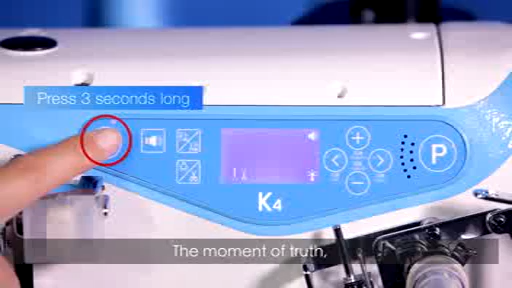 Press 3 seconds long
P
K4
The moment of truth,